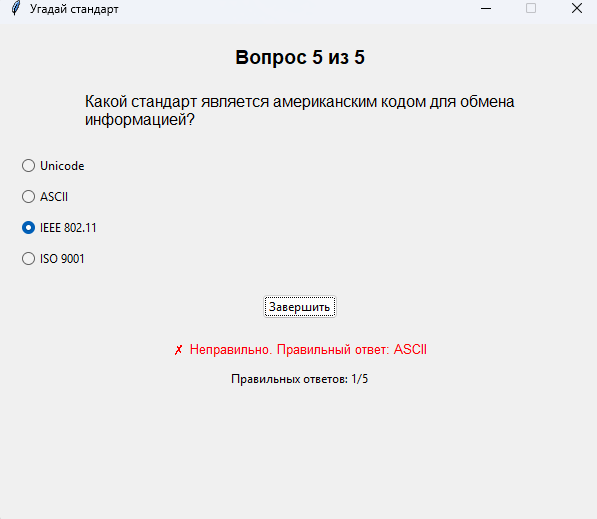 Угадай стандарт
Вопрос 5 из 5
Какой стандарт является американским кодом для обмена
информацией?
Unicode
ASCII
IEEE 802.11
ISO 9001
Завершить
✗ Неправильно. Правильный ответ: ASCII
Правильных ответов: 1/5